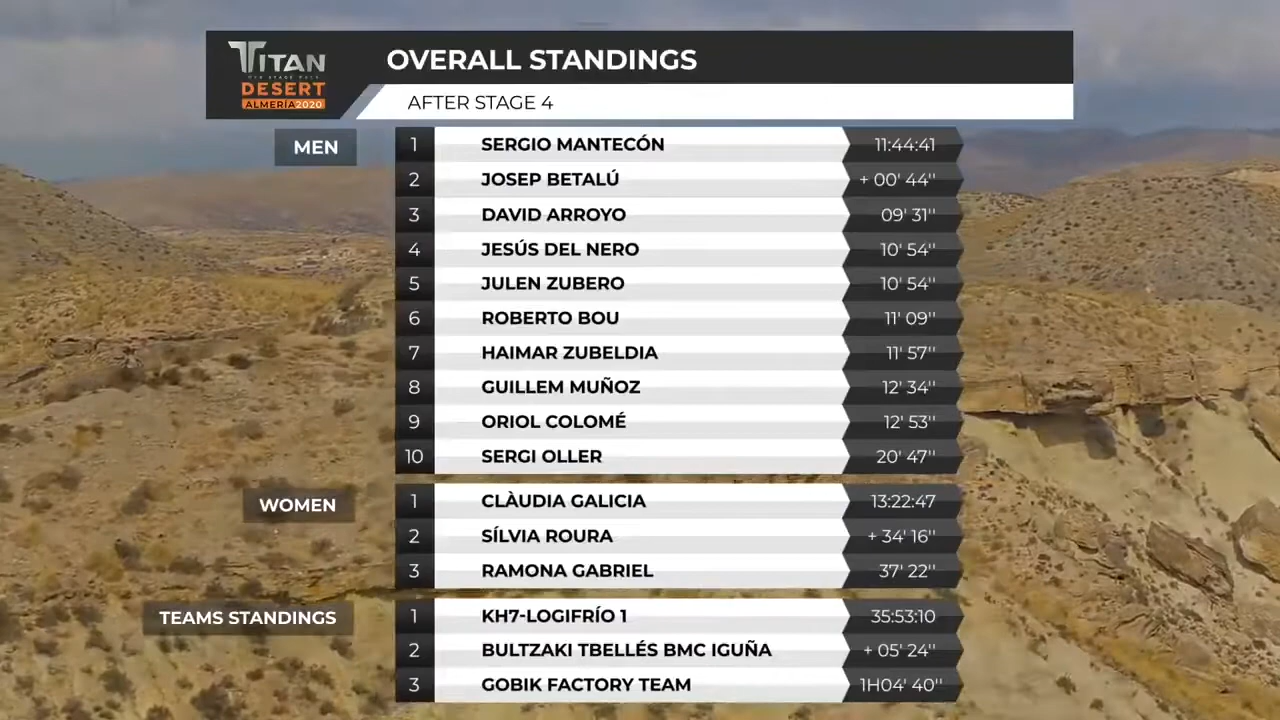 TITAN
DESERT
ALMERÍA2020
OVERALL STANDINGS
AFTER STAGE 4
MEN
1 SERGIO MANTECÓN 11:44:41
2 JOSEP BETALÚ + 00' 44''
3 DAVID ARROYO 09' 31''
4 JESÚS DEL NERO 10' 54''
5 JULEN ZUBERO 10' 54''
6 ROBERTO BOU 11' 09''
7 HAIMAR ZUBELDIA 11' 57''
8 GUILLEM MUÑOZ 12' 34''
9 ORIOL COLOMÉ 12' 53''
10 SERGI OLLER 20' 47''
WOMEN
1 CLÀUDIA GALICIA 13:22:47
2 SÍLVIA ROURA + 34' 16''
3 RAMONA GABRIEL 37' 22''
TEAMS STANDINGS
1 KH7-LOGIFRÍO 1 35:53:10
2 BULTZAKI TBELLÉS BMC IGUÑA + 05' 24''
3 GOBIK FACTORY TEAM 1H04' 40''